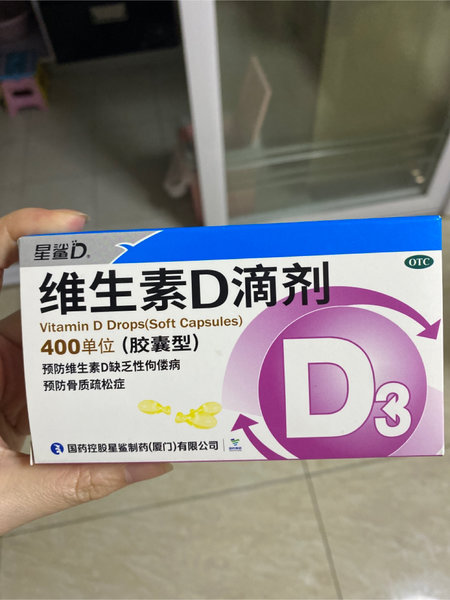 星鲨D®
OTC
维生素D滴剂
Vitamin D Drops(Soft Capsules)
400单位(胶囊型)
预防维生素D缺乏性佝偻病
预防骨质疏松症
D3
国药控股星鲨制药(厦门)有限公司